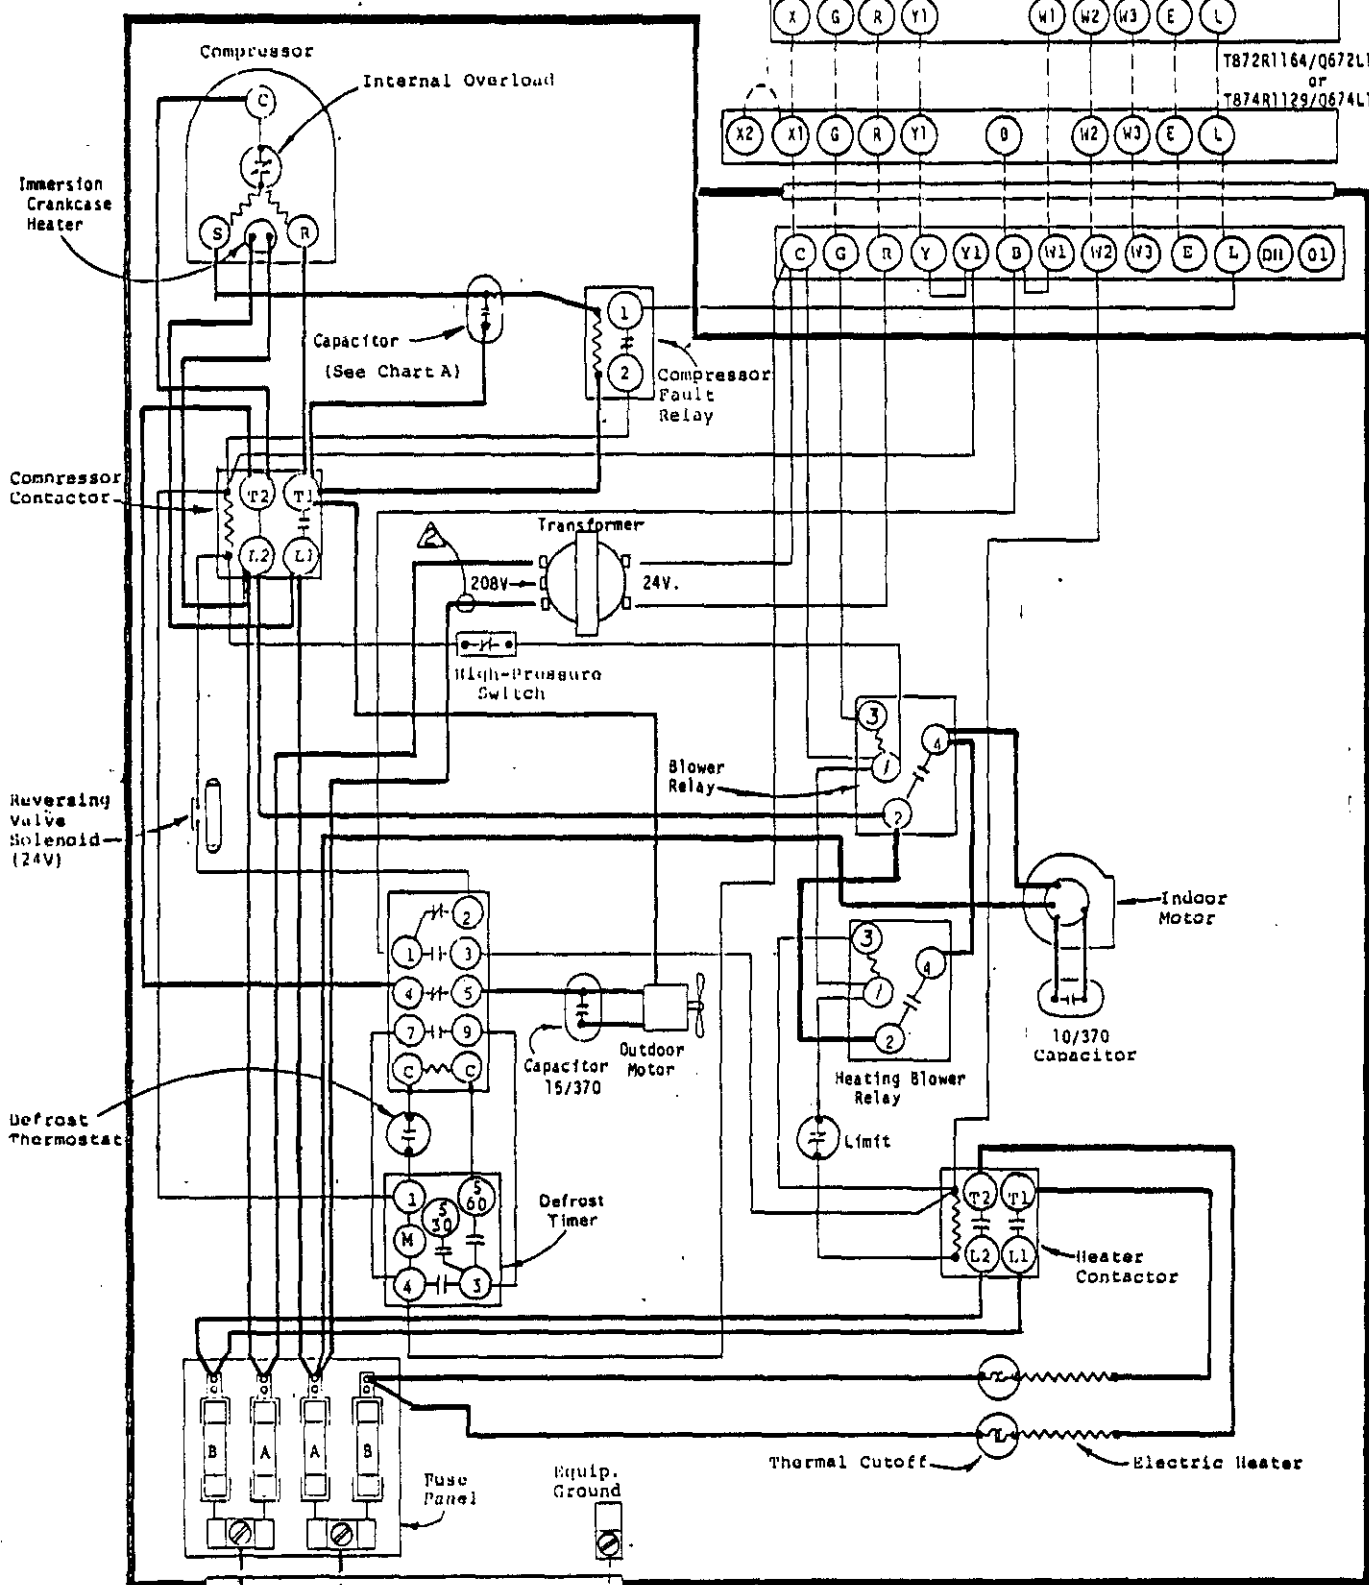 X G R Y1 W1 W2 W3 E L
T872R1164/Q672L1
or
T874R1129/Q674L1
X2 X1 G R Y1 B W2 W3 E L
C G R Y Y1 B W1 W2 W3 E L DH O1
Compressor
Internal Overload
C
Immersion
Crankcase
Heater
S R
Capacitor
(See Chart A)
1
2
Compressor
Fault
Relay
Compressor
Contactor
T2 T1
L2 L1
2
Transformer
208V
24V.
High-Pressure
Switch
3
4
1
2
Blower
Relay
Reversing
Valve
Solenoid
(24V)
Indoor
Motor
10/370
Capacitor
2
1 3
4 5
7 9
C C
Capacitor
15/370
Outdoor
Motor
3
4
1
2
Heating Blower
Relay
Limit
Defrost
Thermostat
1
S
30
S
60
M
4 3
Defrost
Timer
T2 T1
L2 L1
Heater
Contactor
B A A B
Fuse
Panel
Equip.
Ground
Thermal Cutoff
Electric Heater